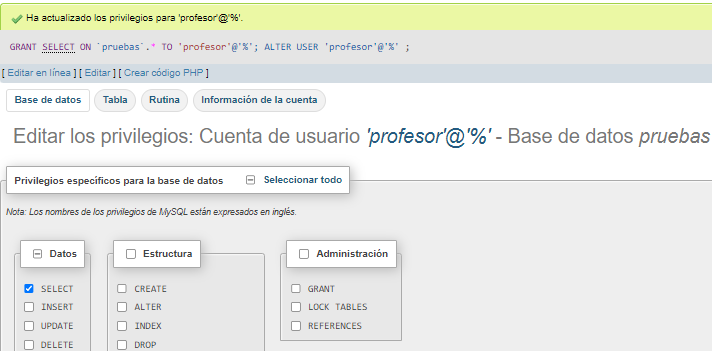 Ha actualizado los privilegios para 'profesor'@'%'.
GRANT SELECT ON `pruebas`.* TO 'profesor'@'%'; ALTER USER 'profesor'@'%' ;
[ Editar en línea ] [ Editar ] [ Crear código PHP ]
Base de datos Tabla Rutina Información de la cuenta
Editar los privilegios: Cuenta de usuario 'profesor'@'%' - Base de datos pruebas
Privilegios específicos para la base de datos Seleccionar todo
Nota: Los nombres de los privilegios de MySQL están expresados en inglés.
Datos Estructura Administración
SELECT CREATE GRANT
INSERT ALTER LOCK TABLES
UPDATE INDEX REFERENCES
DELETE DROP